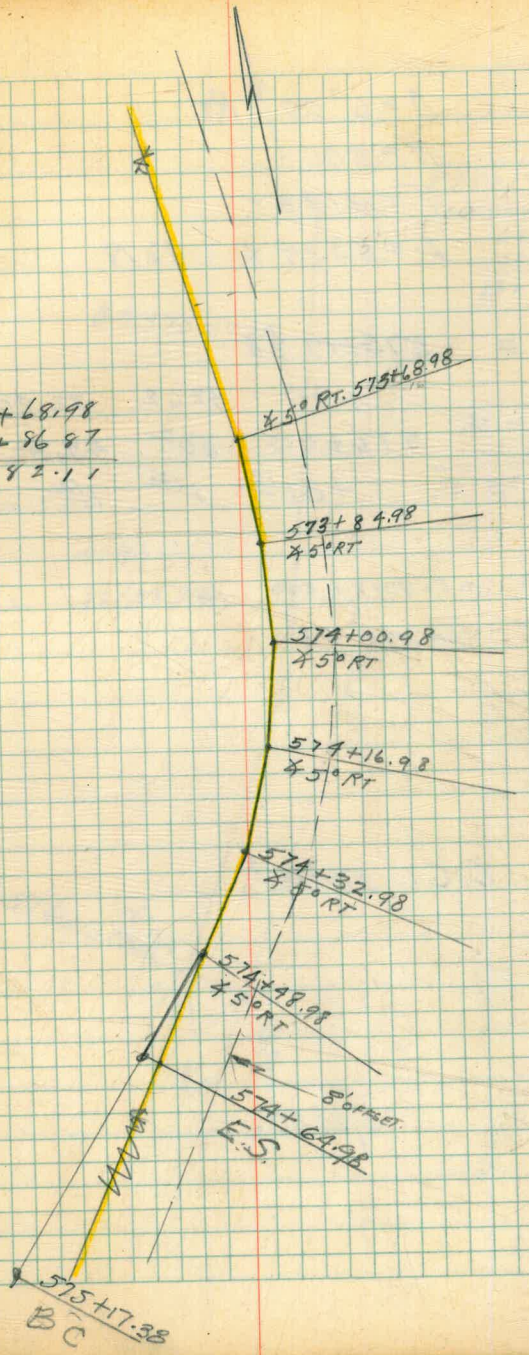 + 68.98
+ 86 87
82.11
∡ 5° RT. 573+68.98
573+84.98
∡ 5° RT
574+00.98
∡ 5° RT
574+16.98
∡ 5° RT
574+32.98
∡ 5° RT
574+48.98
∡ 5° RT
8' OFFSET.
574+64.98
E.S.
575+17.38
BC